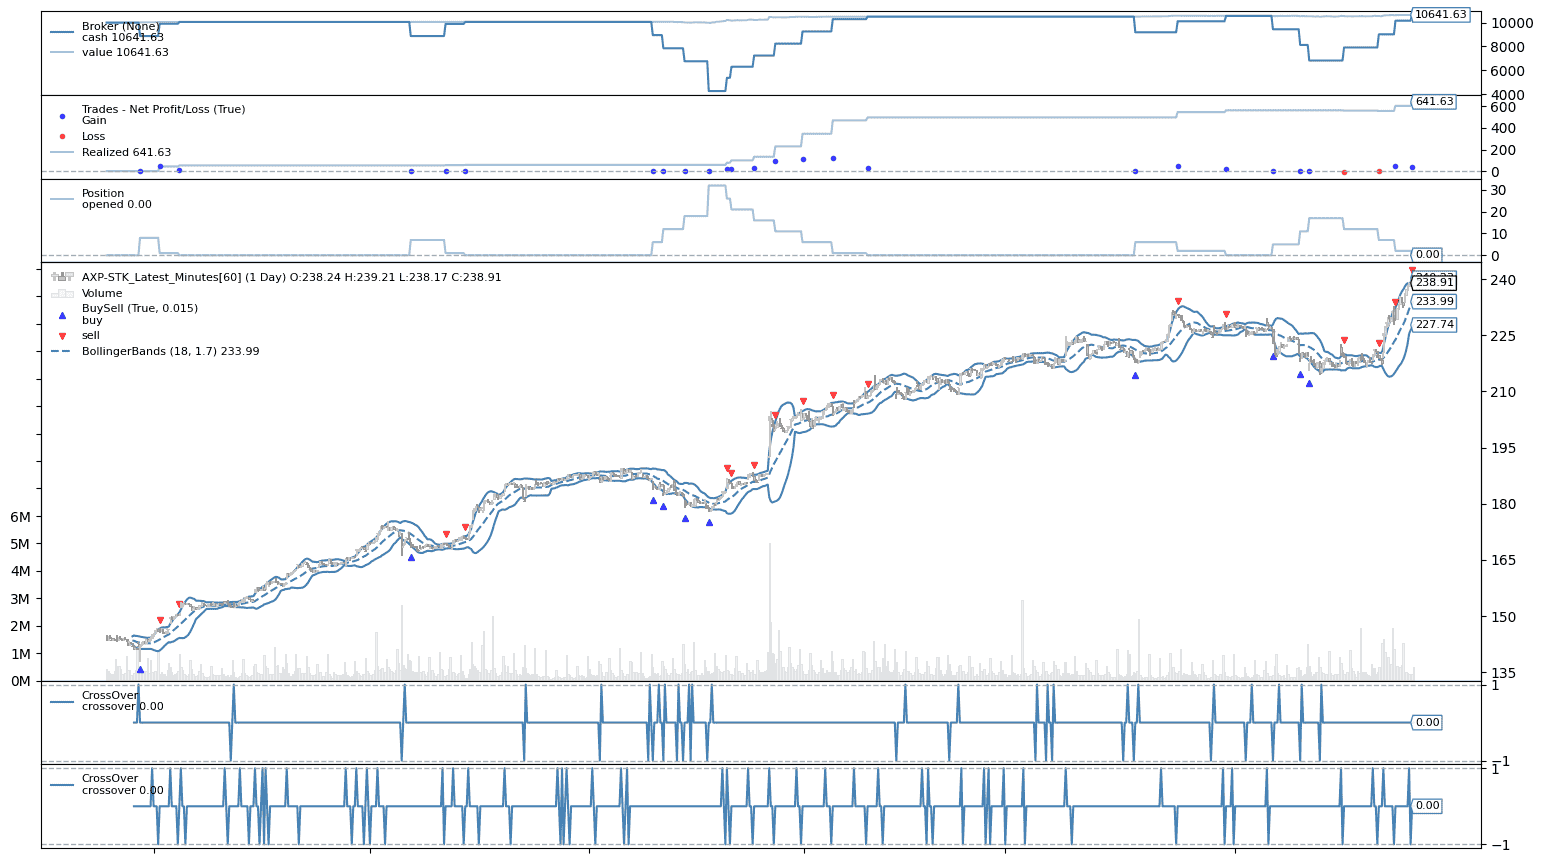 Broker (None)
cash 10641.63
value 10641.63
10641.63
10000
8000
6000
4000
Trades - Net Profit/Loss (True)
Gain
Loss
Realized 641.63
641.63
600
400
200
0
Position
opened 0.00
30
20
10
0
0.00
AXP-STK_Latest_Minutes[60] (1 Day) O:238.24 H:239.21 L:238.17 C:238.91
Volume
BuySell (True, 0.015)
buy
sell
BollingerBands (18, 1.7) 233.99
238.91
233.99
227.74
240
225
210
195
180
165
150
135
6M
5M
4M
3M
2M
1M
0M
CrossOver
crossover 0.00
1
0.00
−1
CrossOver
crossover 0.00
1
0.00
−1